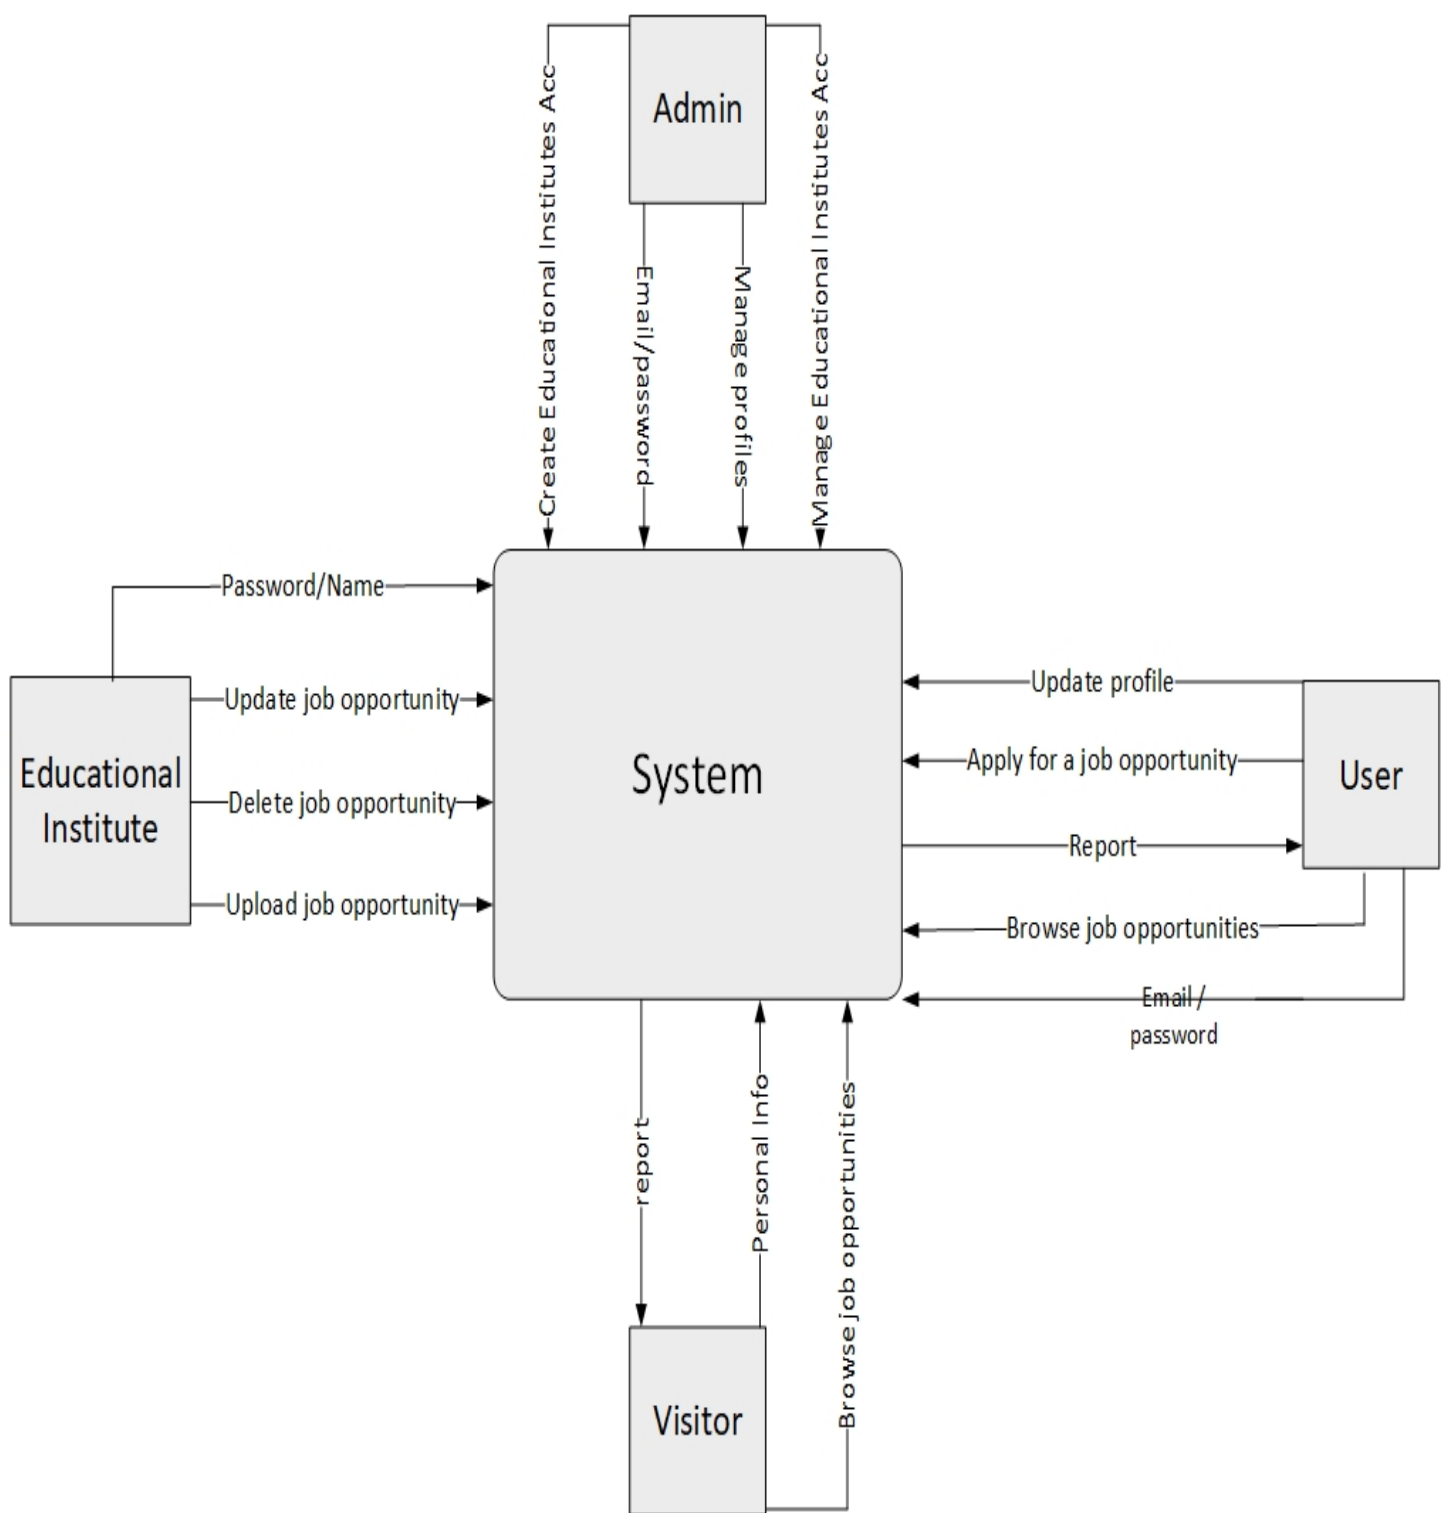 Admin
Create Educational Institutes Acc
Email/password
Manage profiles
Manage Educational Institutes Acc
Password/Name
Update job opportunity
Delete job opportunity
Upload job opportunity
Educational
Institute
System
Update profile
Apply for a job opportunity
Report
Browse job opportunities
Email /
password
User
report
Personal Info
Browse job opportunities
Visitor